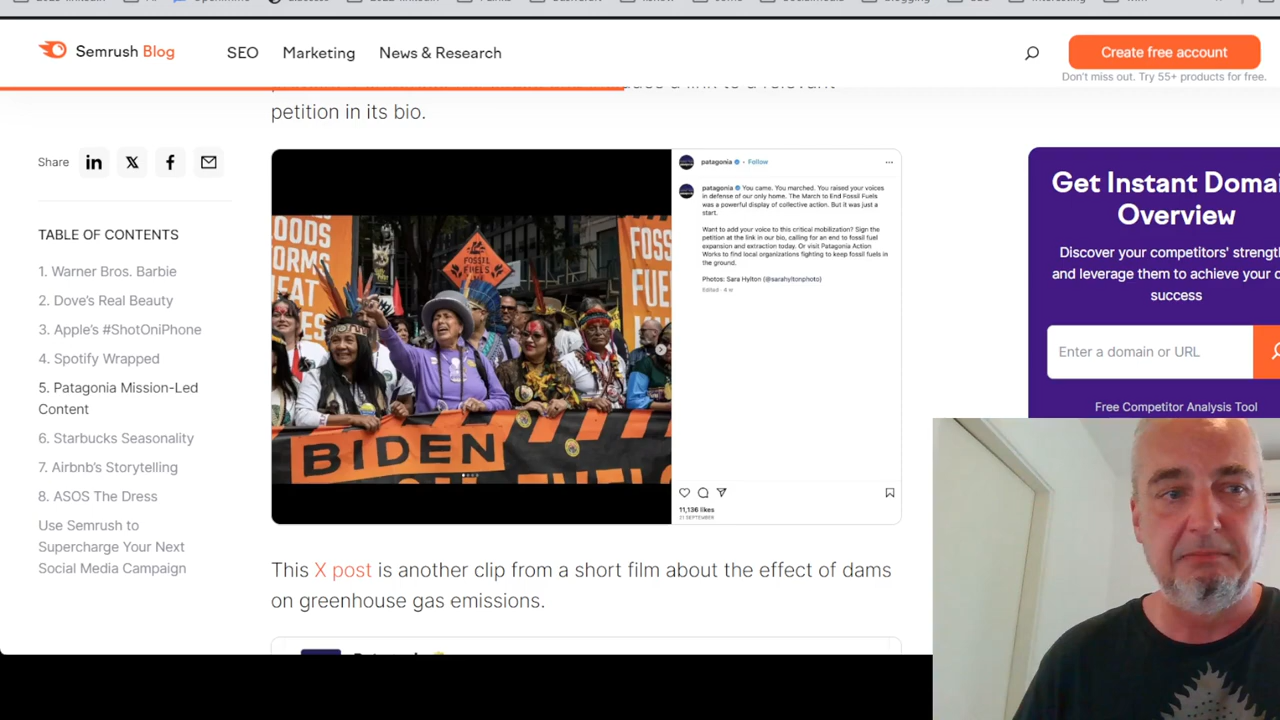 Semrush Blog
SEO
Marketing
News & Research
Create free account
Don't miss out. Try 55+ products for free.
petition in its bio.
Share
TABLE OF CONTENTS
1. Warner Bros. Barbie
2. Dove's Real Beauty
3. Apple's #ShotOniPhone
4. Spotify Wrapped
5. Patagonia Mission-Led
Content
6. Starbucks Seasonality
7. Airbnb's Storytelling
8. ASOS The Dress
Use Semrush to
Supercharge Your Next
Social Media Campaign
FOSSIL
FUELS
BIDEN
patagonia • Follow
patagonia You came. You marched. You raised your voices
in defense of our only home. The March to End Fossil Fuels
was a powerful display of collective action. But it was just a
start.
Want to add your voice to this critical mobilization? Sign the
petition at the link in our bio, calling for an end to fossil fuel
expansion and extraction today. Or visit Patagonia Action
Works to find local organizations fighting to keep fossil fuels in
the ground.
Photos: Sara Hylton (@sarahyltonphoto)
Edited · 4 w
11,136 likes
21 SEPTEMBER
This X post is another clip from a short film about the effect of dams
on greenhouse gas emissions.
Get Instant Domai
Overview
Discover your competitors' strengt
and leverage them to achieve your o
success
Enter a domain or URL
Free Competitor Analysis Tool